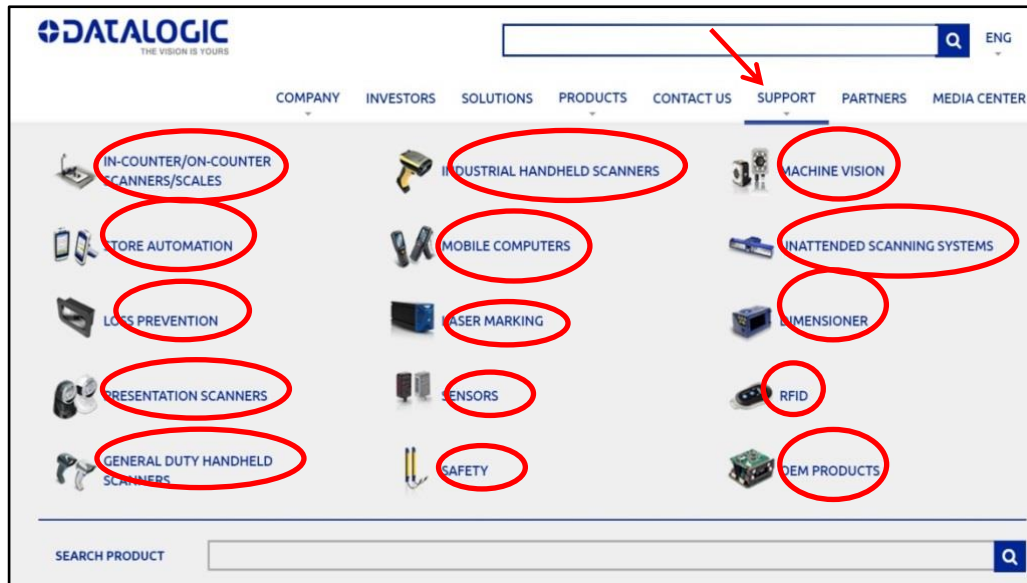 DATALOGIC
THE VISION IS YOURS
ENG
COMPANY INVESTORS SOLUTIONS PRODUCTS CONTACT US SUPPORT PARTNERS MEDIA CENTER
IN-COUNTER/ON-COUNTER
SCANNERS/SCALES
INDUSTRIAL HANDHELD SCANNERS
MACHINE VISION
STORE AUTOMATION
MOBILE COMPUTERS
INATTENDED SCANNING SYSTEMS
LOSS PREVENTION
LASER MARKING
DIMENSIONER
PRESENTATION SCANNERS
SENSORS
RFID
GENERAL DUTY HANDHELD
SCANNERS
SAFETY
OEM PRODUCTS
SEARCH PRODUCT